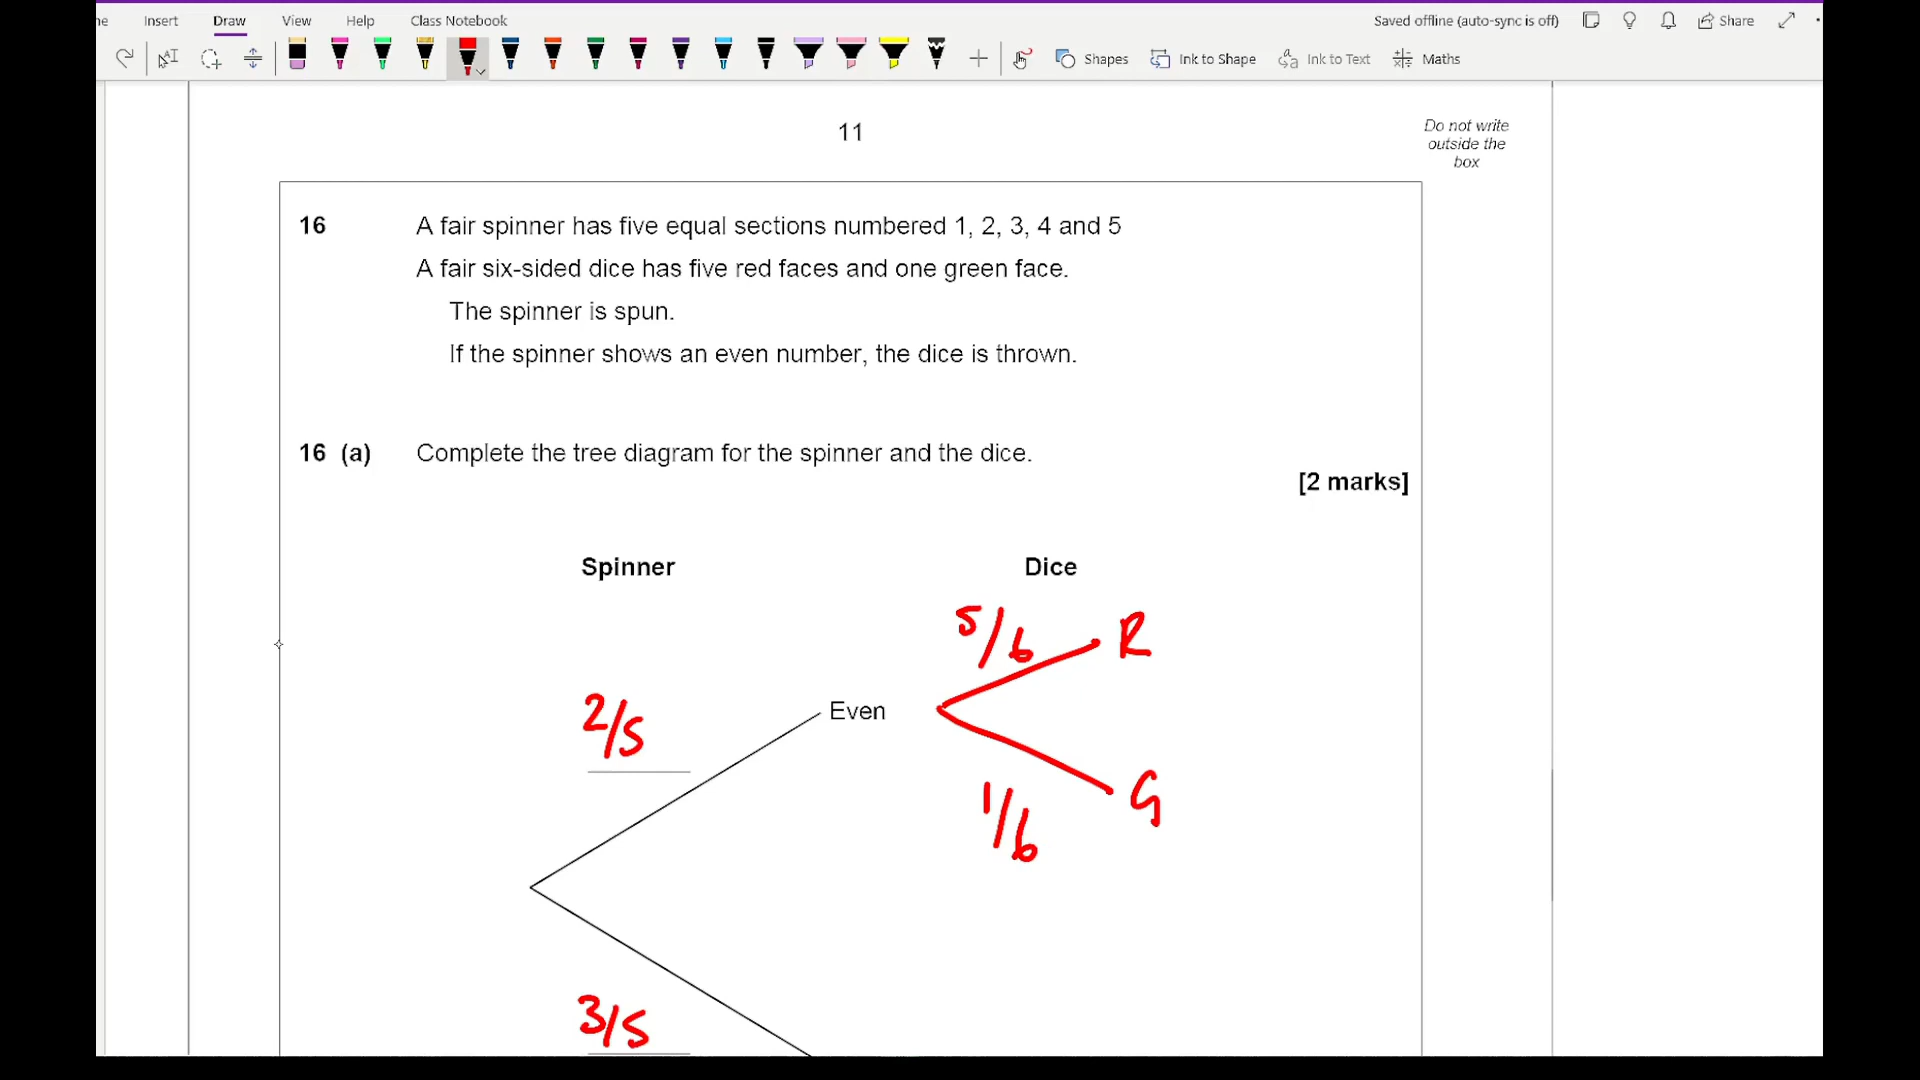 Insert Draw View Help Class Notebook Saved offline (auto-sync is off) Share
Shapes Ink to Shape Ink to Text Maths
11
Do not write
outside the
box
16 A fair spinner has five equal sections numbered 1, 2, 3, 4 and 5
A fair six-sided dice has five red faces and one green face.
The spinner is spun.
If the spinner shows an even number, the dice is thrown.
16 (a) Complete the tree diagram for the spinner and the dice.
[2 marks]
Spinner Dice
5/6 R
2/5 Even
1/6 G
3/5